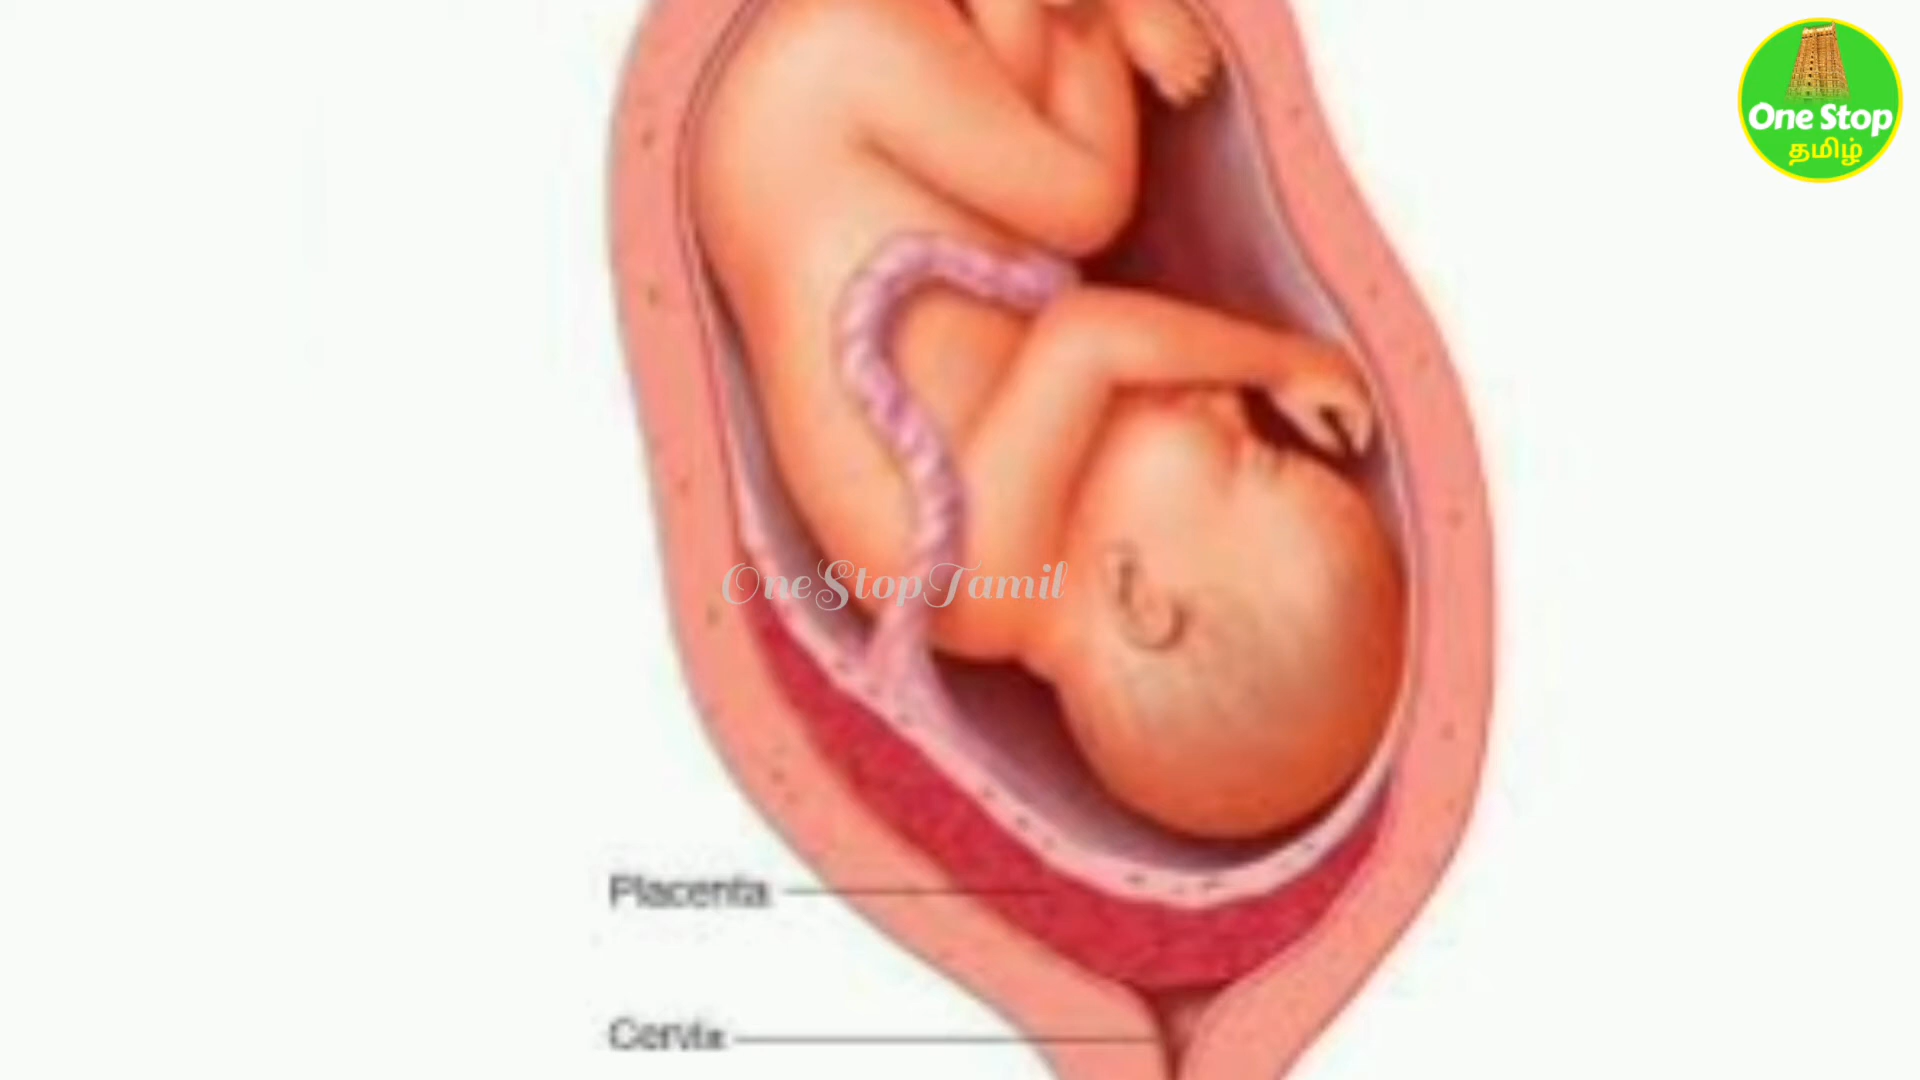 One Stop
தமிழ்
OneStopTamil
Placenta
Cervix